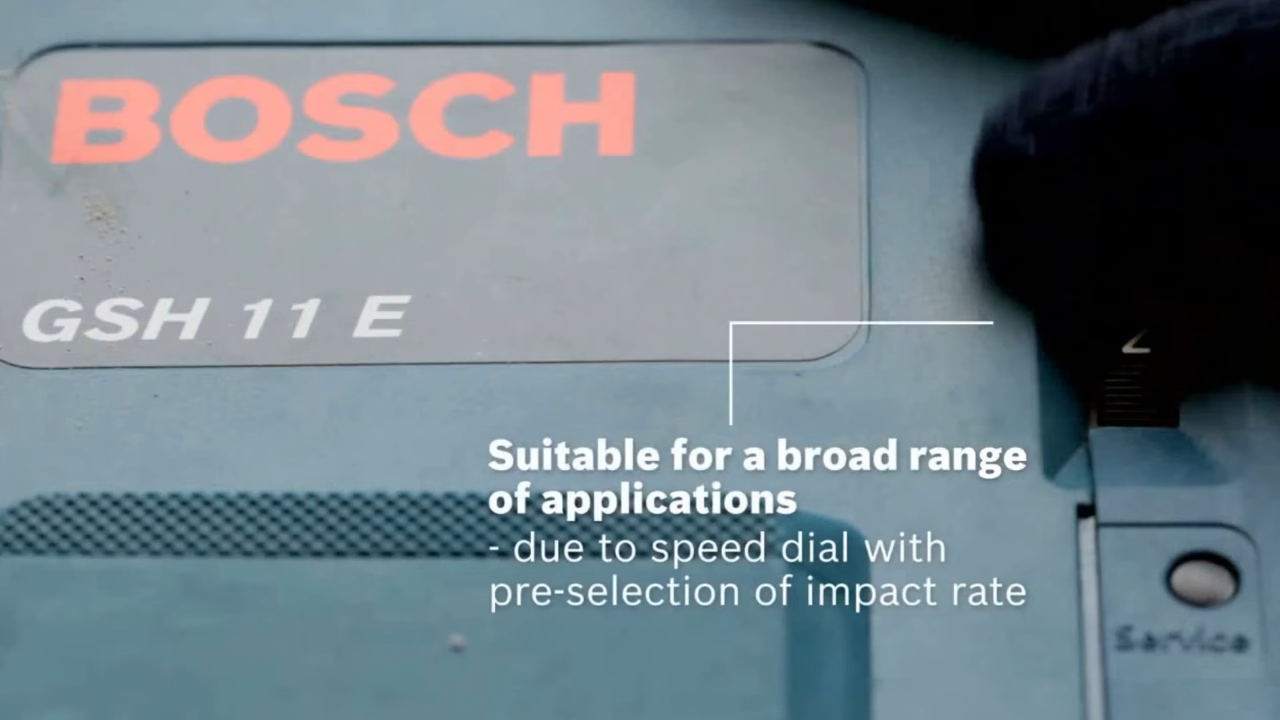 BOSCH
GSH 11 E
Suitable for a broad range
of applications
- due to speed dial with
pre-selection of impact rate
Service